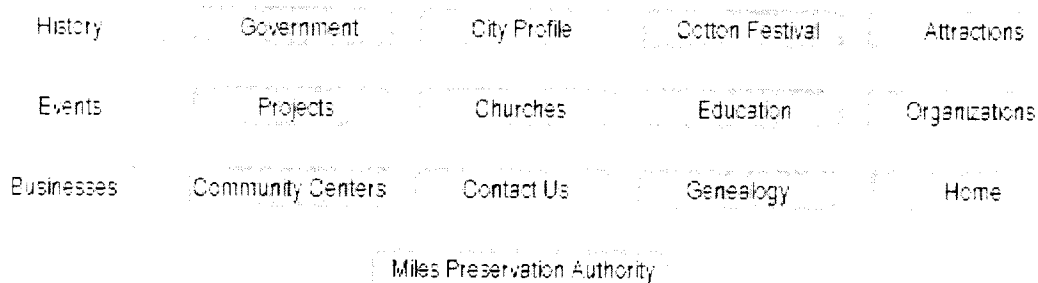 History Government City Profile Cotton Festival Attractions
Events Projects Churches Education Organizations
Businesses Community Centers Contact Us Genealogy Home
Miles Preservation Authority